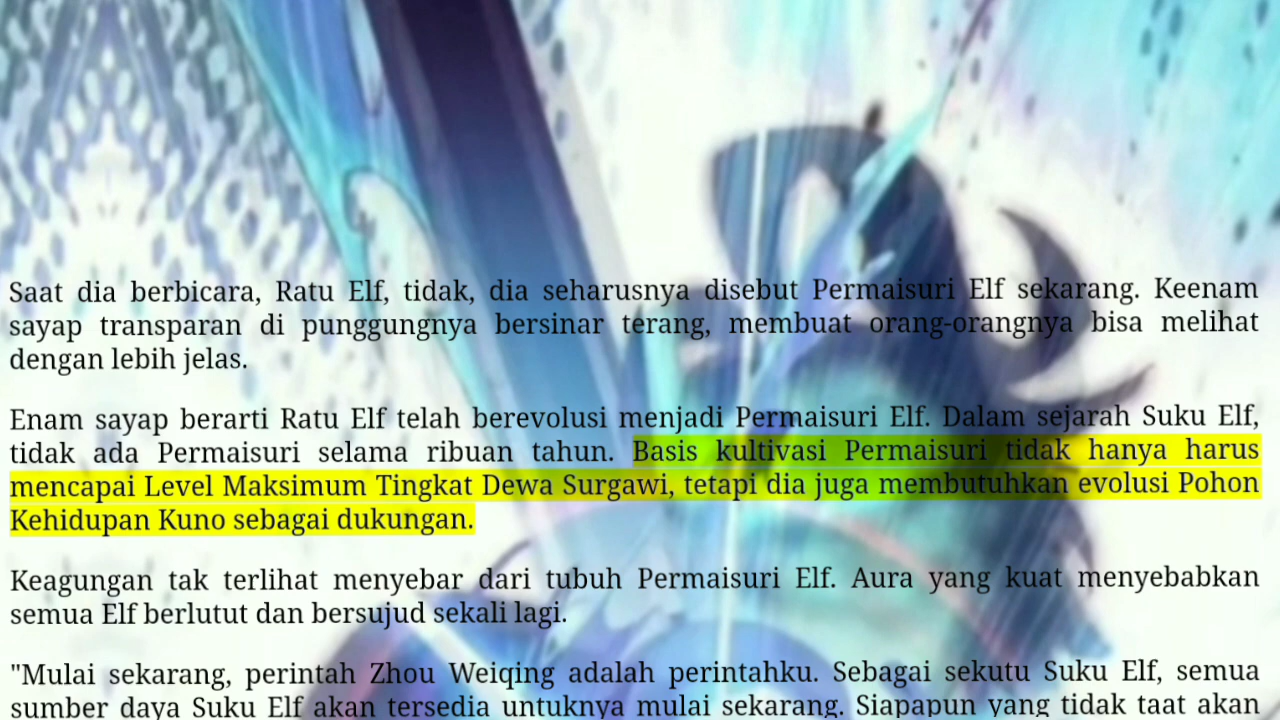 Saat dia berbicara, Ratu Elf, tidak, dia seharusnya disebut Permaisuri Elf sekarang. Keenam
sayap transparan di punggungnya bersinar terang, membuat orang-orangnya bisa melihat
dengan lebih jelas.
Enam sayap berarti Ratu Elf telah berevolusi menjadi Permaisuri Elf. Dalam sejarah Suku Elf,
tidak ada Permaisuri selama ribuan tahun. Basis kultivasi Permaisuri tidak hanya harus
mencapai Level Maksimum Tingkat Dewa Surgawi, tetapi dia juga membutuhkan evolusi Pohon
Kehidupan Kuno sebagai dukungan.
Keagungan tak terlihat menyebar dari tubuh Permaisuri Elf. Aura yang kuat menyebabkan
semua Elf berlutut dan bersujud sekali lagi.
"Mulai sekarang, perintah Zhou Weiqing adalah perintahku. Sebagai sekutu Suku Elf, semua
sumber daya Suku Elf akan tersedia untuknya mulai sekarang. Siapapun yang tidak taat akan